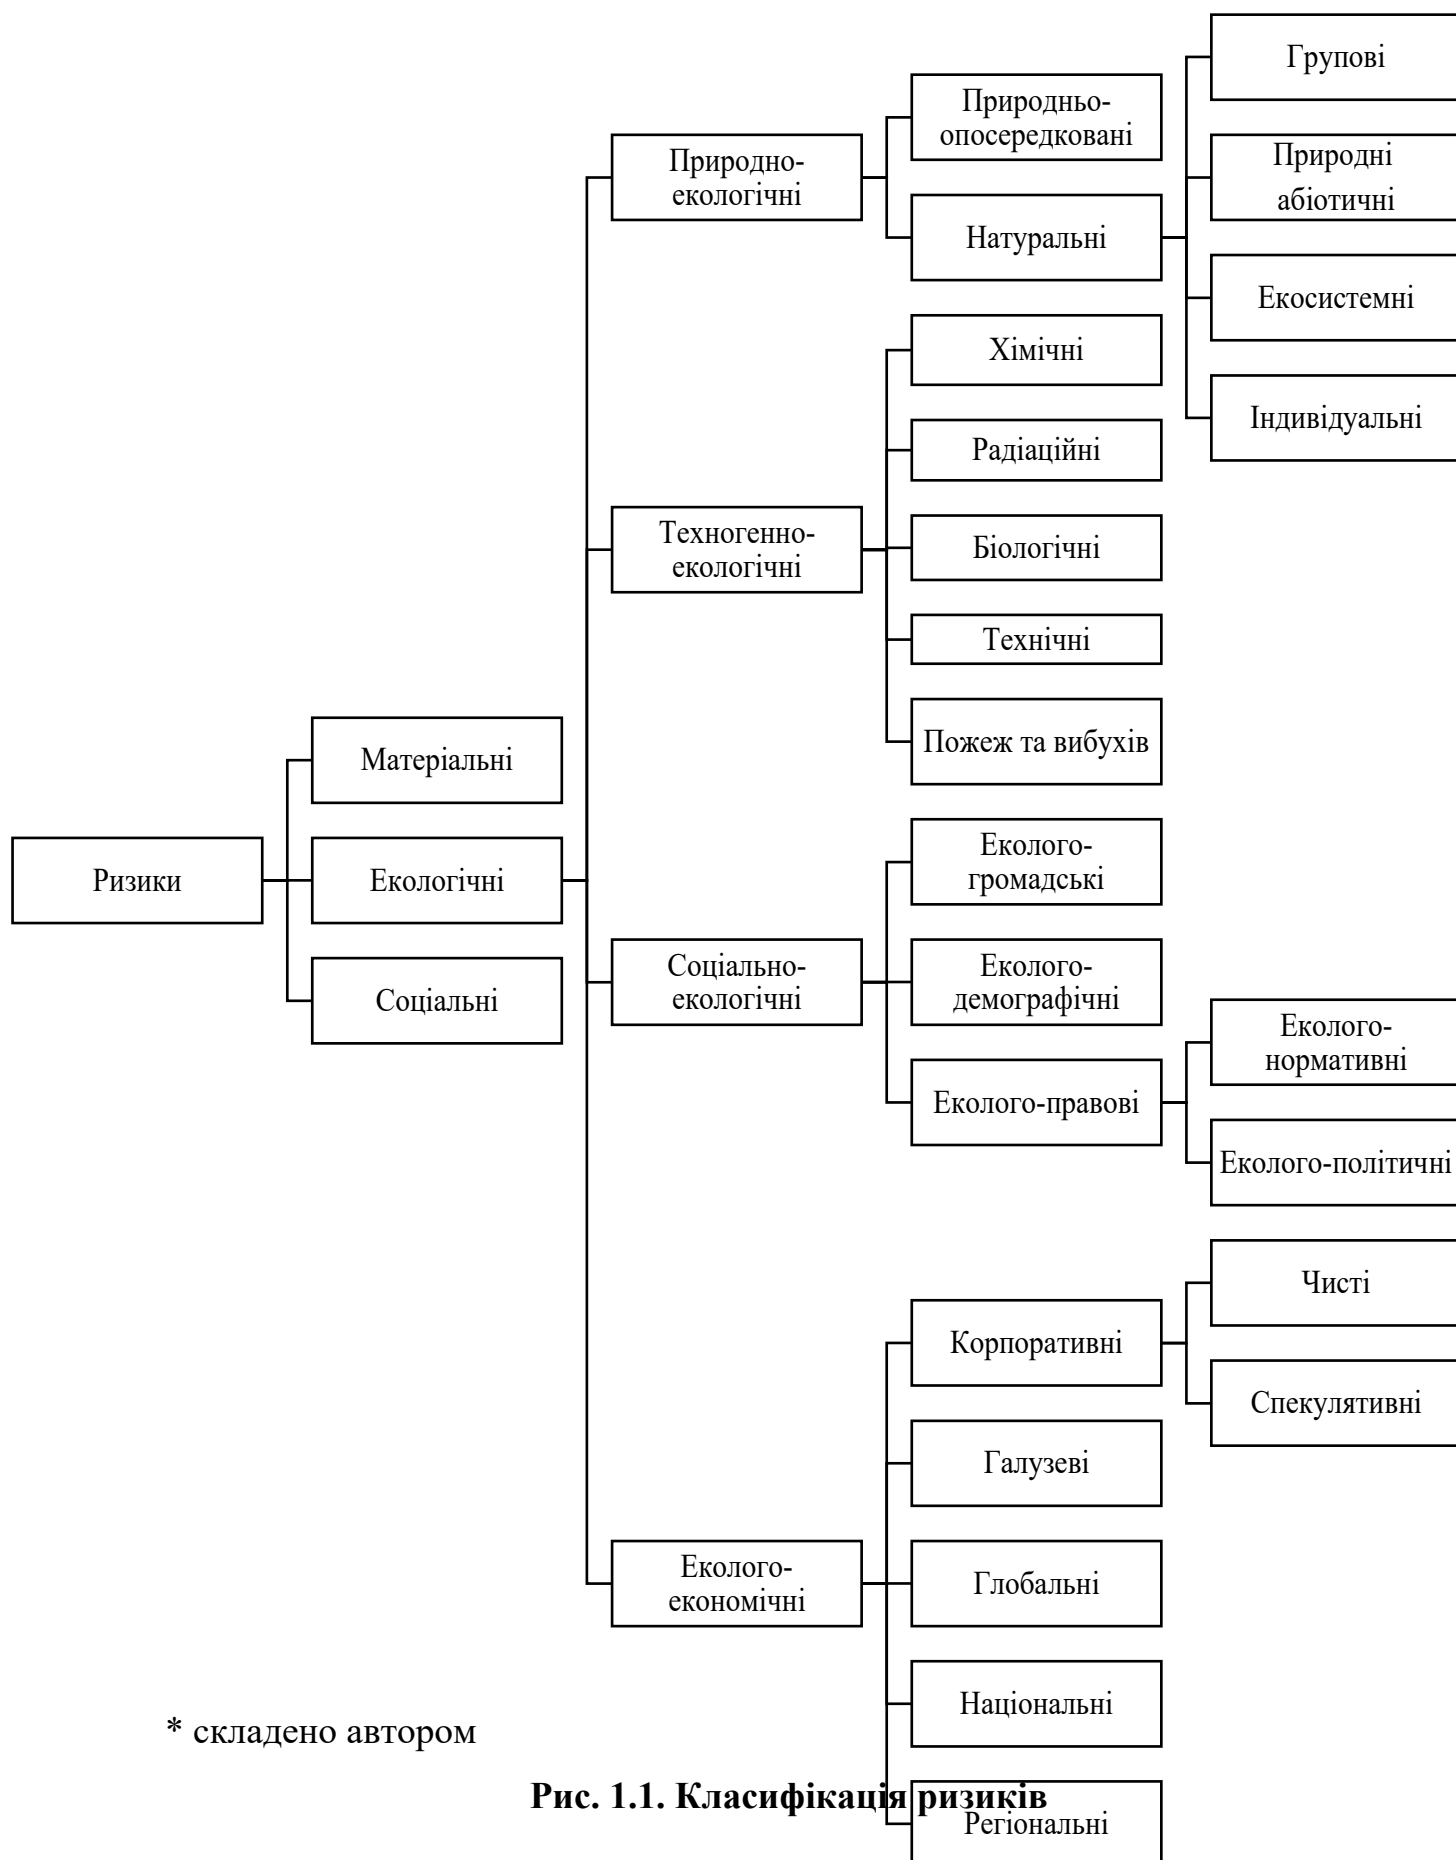 Ризики
Матеріальні
Екологічні
Соціальні
Природно-
екологічні
Природньо-
опосередковані
Натуральні
Групові
Природні
абіотичні
Екосистемні
Індивідуальні
Техногенно-
екологічні
Хімічні
Радіаційні
Біологічні
Технічні
Пожеж та вибухів
Соціально-
екологічні
Еколого-
громадські
Еколого-
демографічні
Еколого-правові
Еколого-
нормативні
Еколого-політичні
Еколого-
економічні
Корпоративні
Чисті
Спекулятивні
Галузеві
Глобальні
Національні
Регіональні
* складено автором
Рис. 1.1. Класифікація ризиків